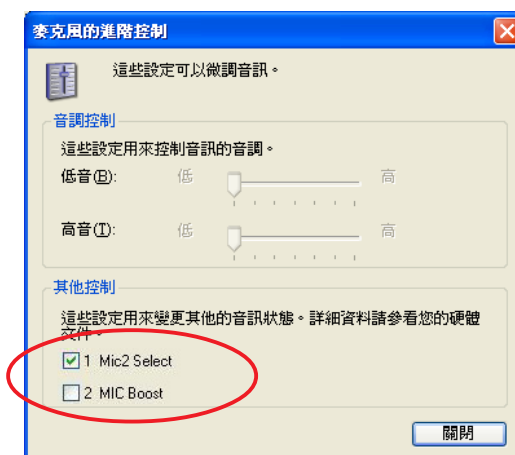 麥克風的進階控制
這些設定可以微調音訊。
音調控制
這些設定用來控制音訊的音調。
低音(B): 低 高
高音(T): 低 高
其他控制
這些設定用來變更其他的音訊狀態。詳細資料請參看您的硬體
文件。
1 Mic2 Select
2 MIC Boost
關閉